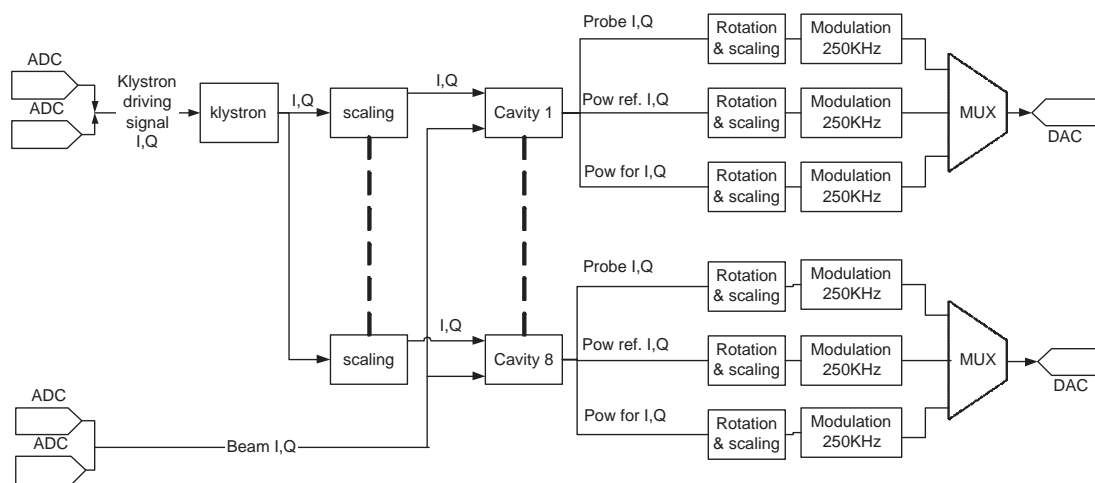 ADC
ADC
Klystron
driving
signal
I,Q
klystron
I,Q
scaling
I,Q
Cavity 1
Probe I,Q
Rotation
& scaling
Modulation
250KHz
Pow ref. I,Q
Rotation
& scaling
Modulation
250KHz
Pow for I,Q
Rotation
& scaling
Modulation
250KHz
MUX
DAC
scaling
I,Q
Cavity 8
Probe I,Q
Rotation
& scaling
Modulation
250KHz
Pow ref. I,Q
Rotation
& scaling
Modulation
250KHz
Pow for I,Q
Rotation
& scaling
Modulation
250KHz
MUX
DAC
ADC
ADC
Beam I,Q